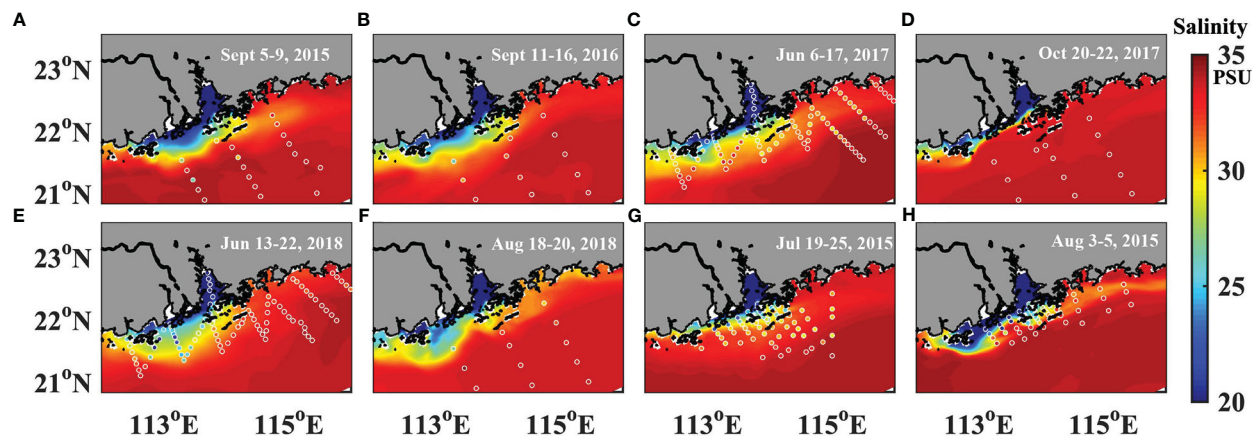 A B C D Salinity
23°N Sept 5-9, 2015 Sept 11-16, 2016 Jun 6-17, 2017 Oct 20-22, 2017 35
PSU
22°N
21°N 30
E F G H
23°N Jun 13-22, 2018 Aug 18-20, 2018 Jul 19-25, 2015 Aug 3-5, 2015
25
22°N
21°N
20
113°E 115°E 113°E 115°E 113°E 115°E 113°E 115°E